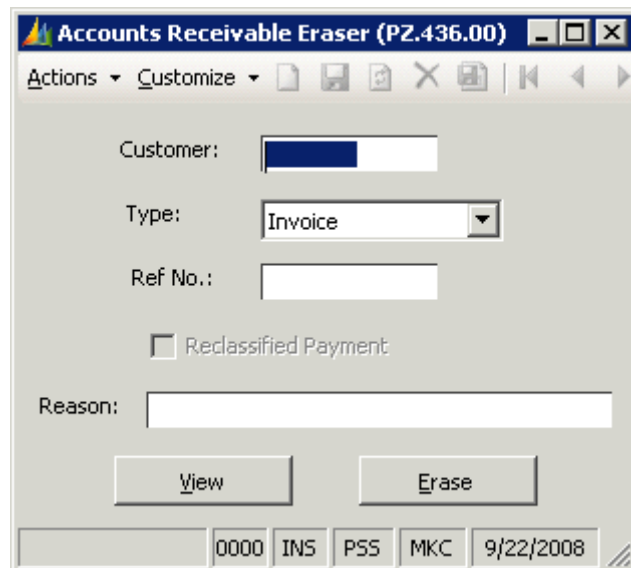 Accounts Receivable Eraser (PZ.436.00)
Actions Customize
Customer:
Type: Invoice
Ref No.:
Reclassified Payment
Reason:
View Erase
0000 INS PSS MKC 9/22/2008